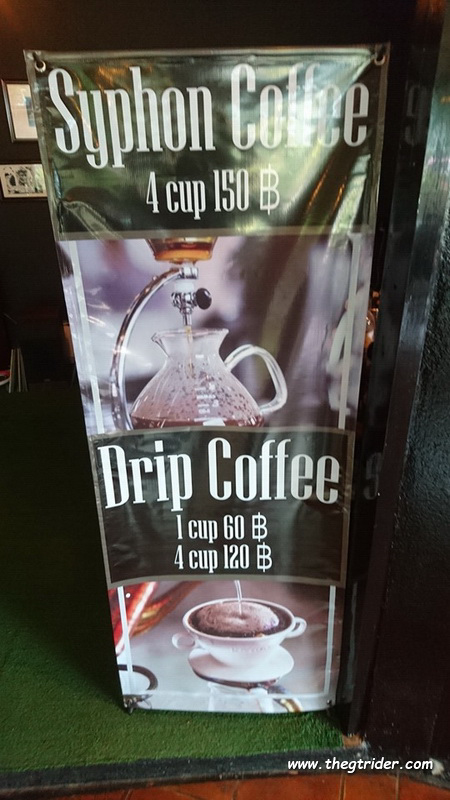 Syphon Coffee
4 cup 150 ฿
Drip Coffee
1 cup 60 ฿
4 cup 120 ฿
www.thegtrider.com